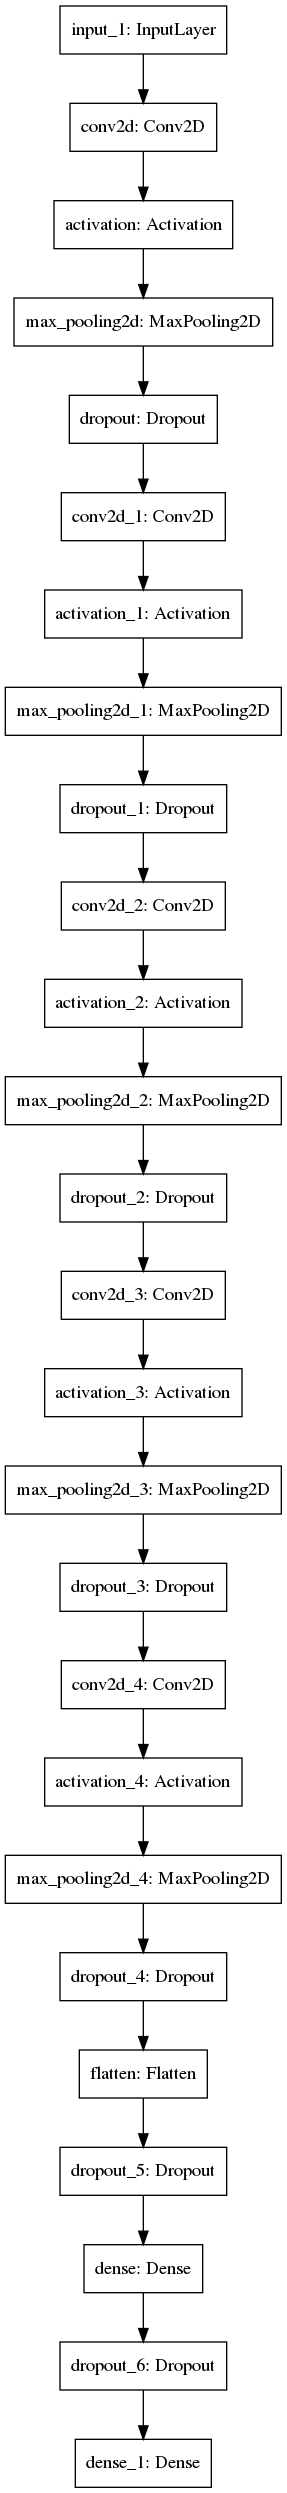 input_1: InputLayer
conv2d: Conv2D
activation: Activation
max_pooling2d: MaxPooling2D
dropout: Dropout
conv2d_1: Conv2D
activation_1: Activation
max_pooling2d_1: MaxPooling2D
dropout_1: Dropout
conv2d_2: Conv2D
activation_2: Activation
max_pooling2d_2: MaxPooling2D
dropout_2: Dropout
conv2d_3: Conv2D
activation_3: Activation
max_pooling2d_3: MaxPooling2D
dropout_3: Dropout
conv2d_4: Conv2D
activation_4: Activation
max_pooling2d_4: MaxPooling2D
dropout_4: Dropout
flatten: Flatten
dropout_5: Dropout
dense: Dense
dropout_6: Dropout
dense_1: Dense